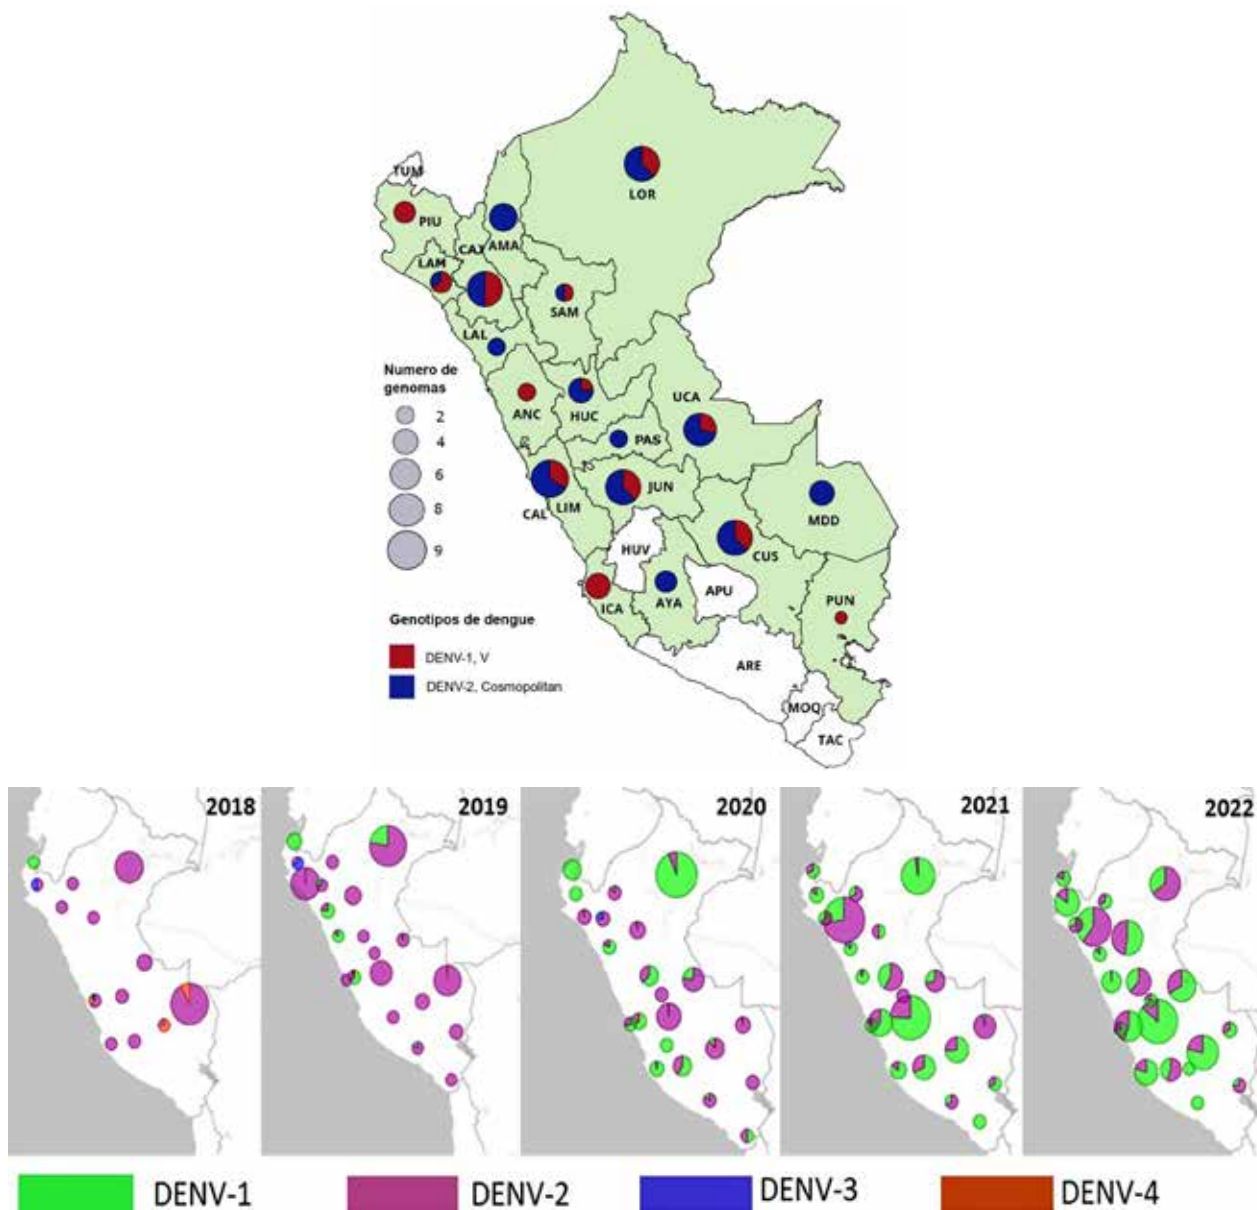 TUM
LOR
PIU
CAJ
AMA
LAM
SAM
LAL
Numero de
genomas
2
4
6
8
9
ANC
HUC
UCA
PAS
JUN
CAL
LIM
MDD
HUV
CUS
ICA
AYA
APU
PUN
Genotipos de dengue
DENV-1, V
DENV-2, Cosmopolitan
ARE
MOQ
TAC
2018
2019
2020
2021
2022
DENV-1
DENV-2
DENV-3
DENV-4